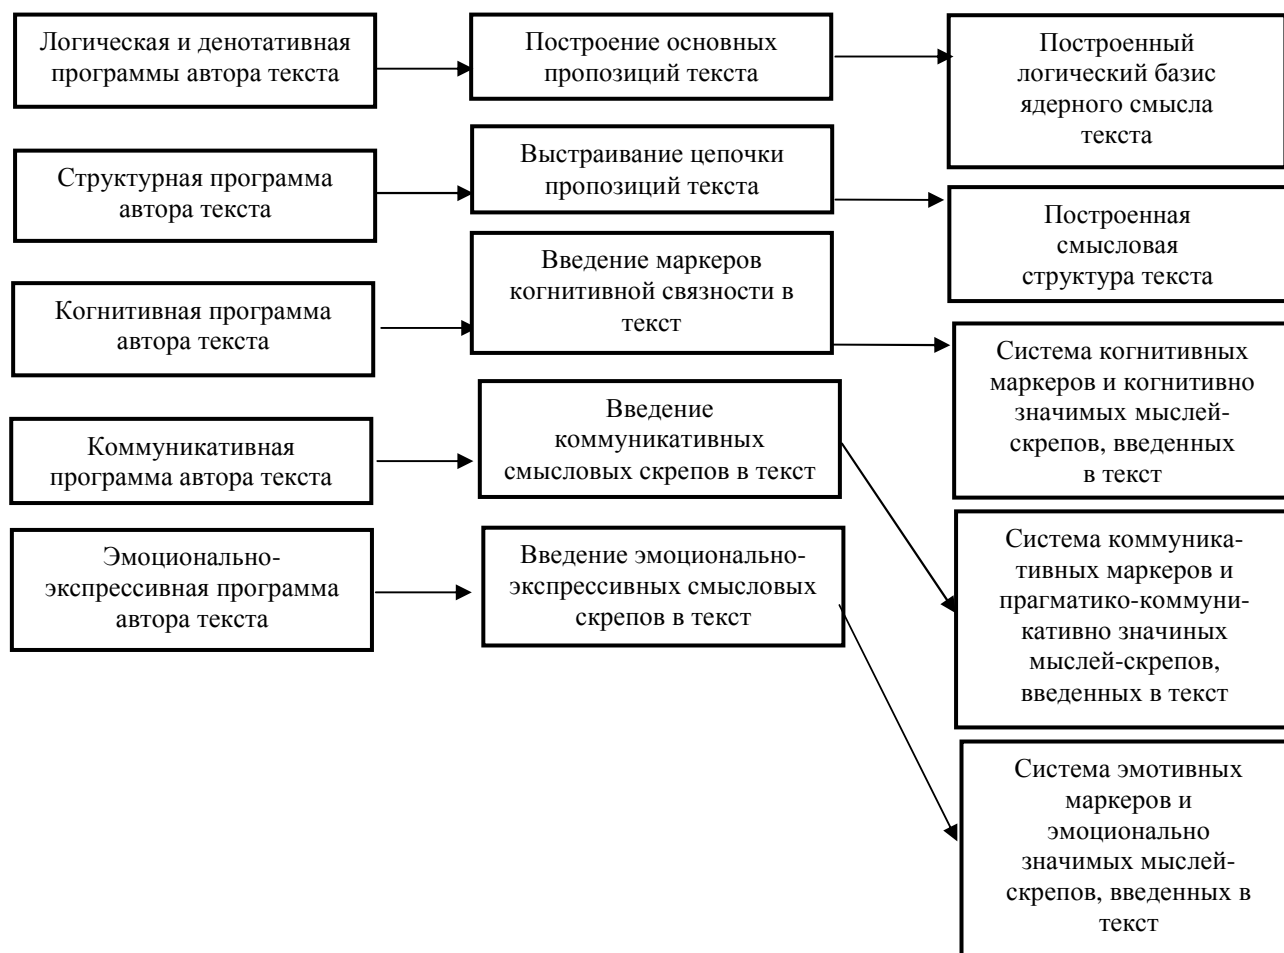 Логическая и денотативная
программы автора текста
Построение основных
пропозиций текста
Построенный
логический базис
ядерного смысла
текста
Структурная программа
автора текста
Выстраивание цепочки
пропозиций текста
Построенная
смысловая
структура текста
Когнитивная программа
автора текста
Введение маркеров
когнитивной связности в
текст
Система когнитивных
маркеров и когнитивно
значимых мыслей-
скрепов, введенных
в текст
Коммуникативная
программа автора текста
Введение
коммуникативных
смысловых скрепов в текст
Система коммуника-
тивных маркеров и
прагматико-коммуни-
кативно значиных
мыслей-скрепов,
введенных в текст
Эмоционально-
экспрессивная программа
автора текста
Введение эмоционально-
экспрессивных смысловых
скрепов в текст
Система эмотивных
маркеров и
эмоционально
значимых мыслей-
скрепов, введенных в
текст